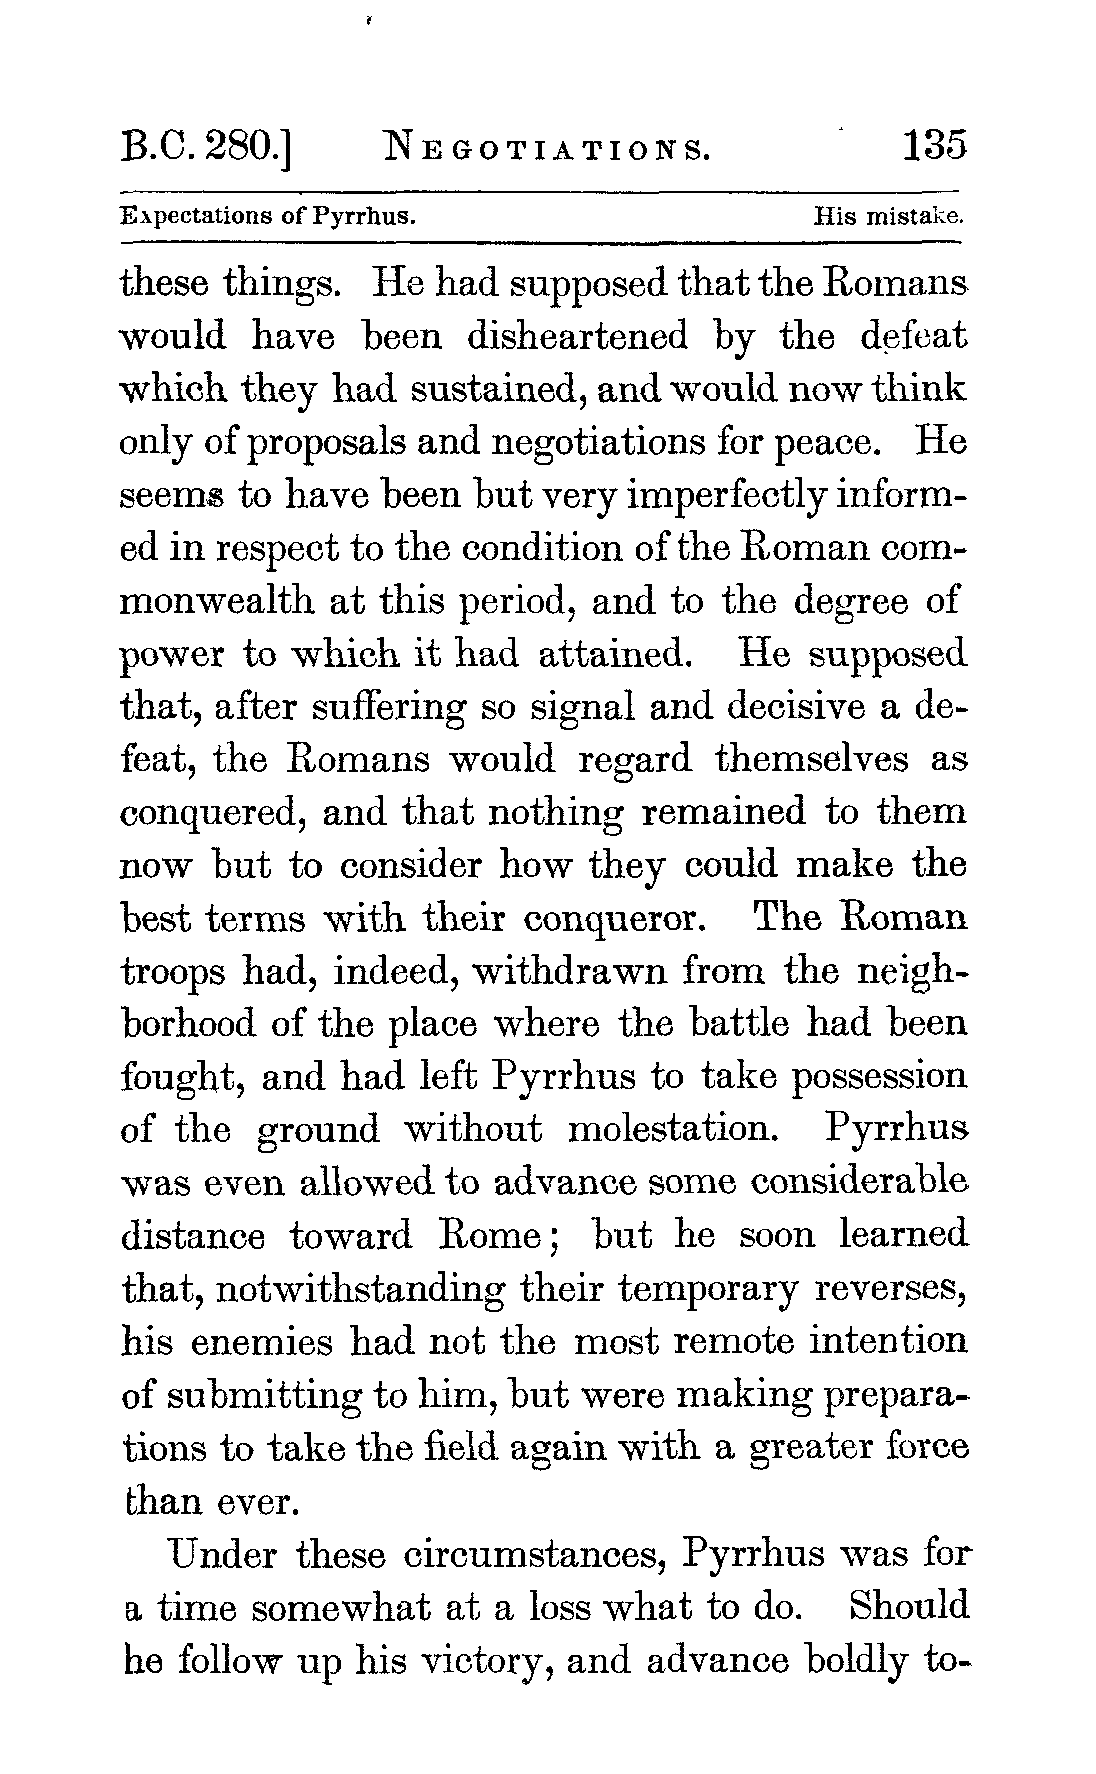 B.C. 280.] NEGOTIATIONS. 135
Expectations of Pyrrhus. His mistake.
these things. He had supposed that the Romans
would have been disheartened by the defeat
which they had sustained, and would now think
only of proposals and negotiations for peace. He
seems to have been but very imperfectly inform-
ed in respect to the condition of the Roman com-
monwealth at this period, and to the degree of
power to which it had attained. He supposed
that, after suffering so signal and decisive a de-
feat, the Romans would regard themselves as
conquered, and that nothing remained to them
now but to consider how they could make the
best terms with their conqueror. The Roman
troops had, indeed, withdrawn from the neigh-
borhood of the place where the battle had been
fought, and had left Pyrrhus to take possession
of the ground without molestation. Pyrrhus
was even allowed to advance some considerable
distance toward Rome; but he soon learned
that, notwithstanding their temporary reverses,
his enemies had not the most remote intention
of submitting to him, but were making prepara-
tions to take the field again with a greater force
than ever.
Under these circumstances, Pyrrhus was for
a time somewhat at a loss what to do. Should
he follow up his victory, and advance boldly to-